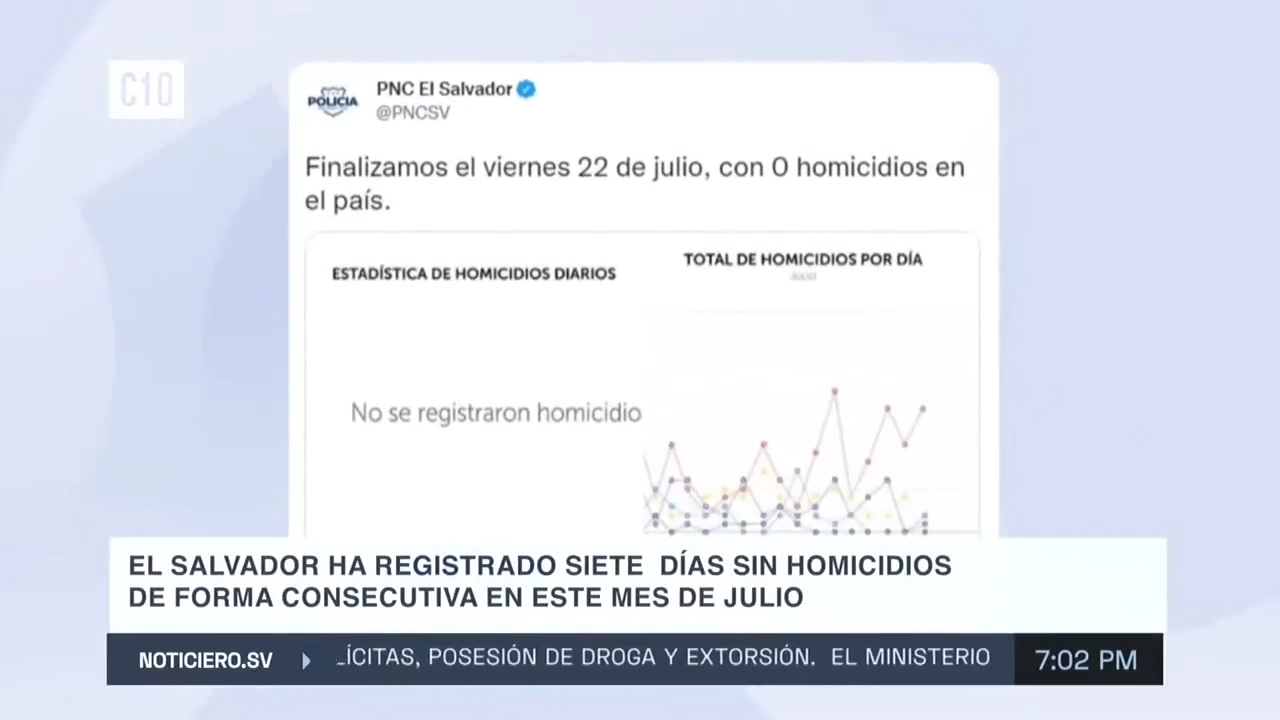 C10
PNC El Salvador
POLICIA
@PNCSV
Finalizamos el viernes 22 de julio, con 0 homicidios en
el país.
ESTADÍSTICA DE HOMICIDIOS DIARIOS
TOTAL DE HOMICIDIOS POR DÍA
JULIO
No se registraron homicidio
EL SALVADOR HA REGISTRADO SIETE DÍAS SIN HOMICIDIOS
DE FORMA CONSECUTIVA EN ESTE MES DE JULIO
NOTICIERO.SV
LÍCITAS, POSESIÓN DE DROGA Y EXTORSIÓN. EL MINISTERIO
7:02 PM